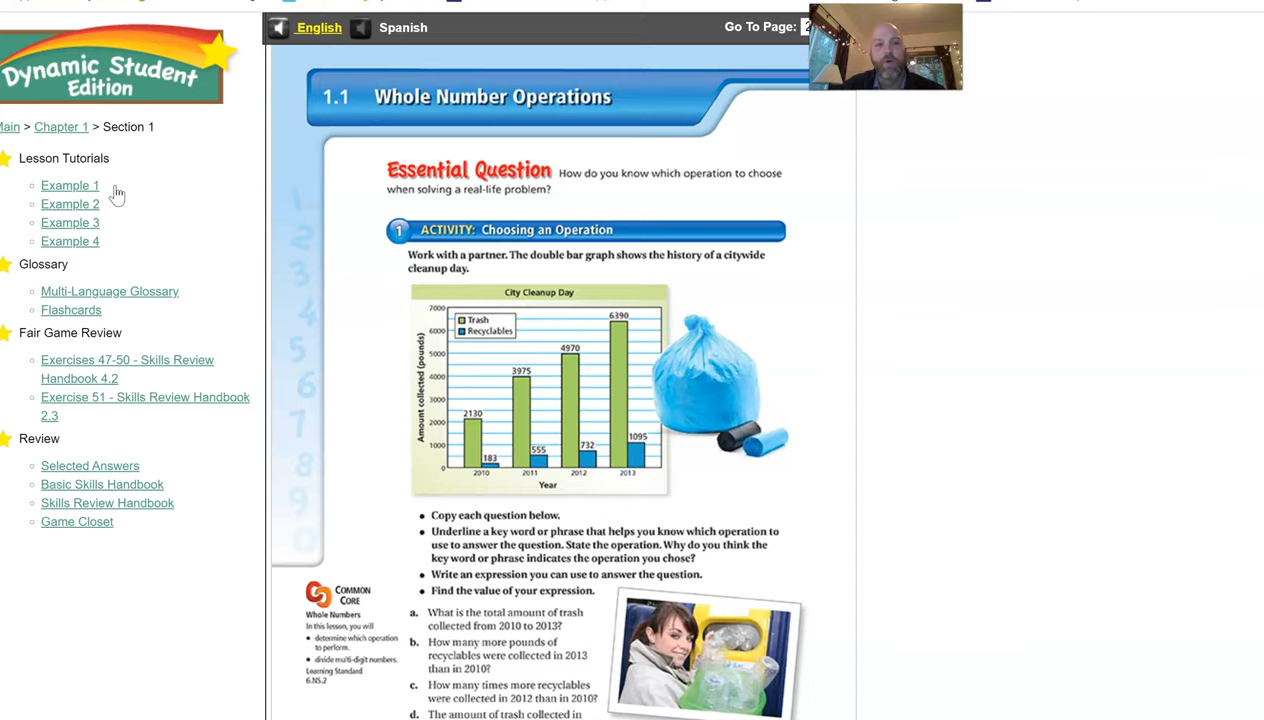 English
Spanish
Go To Page:
Dynamic Student
Edition
Main > Chapter 1 > Section 1
Lesson Tutorials
Example 1
Example 2
Example 3
Example 4
Glossary
Multi-Language Glossary
Flashcards
Fair Game Review
Exercises 47-50 - Skills Review
Handbook 4.2
Exercise 51 - Skills Review Handbook
2.3
Review
Selected Answers
Basic Skills Handbook
Skills Review Handbook
Game Closet
1.1 Whole Number Operations
Essential Question How do you know which operation to choose
when solving a real-life problem?
1 ACTIVITY: Choosing an Operation
Work with a partner. The double bar graph shows the history of a citywide
cleanup day.
City Cleanup Day
Amount collected (pounds)
7000
6000
5000
4000
3000
2000
1000
0
Trash
Recyclables
2130
183
3975
555
4970
732
6390
1095
2010
2011
2012
2013
Year
• Copy each question below.
• Underline a key word or phrase that helps you know which operation to
use to answer the question. State the operation. Why do you think the
key word or phrase indicates the operation you chose?
• Write an expression you can use to answer the question.
• Find the value of your expression.
COMMON
CORE
Whole Numbers
In this lesson, you will
• determine which operation
to perform.
• divide multi-digit numbers.
Learning Standard
6.NS.2
a. What is the total amount of trash
collected from 2010 to 2013?
b. How many more pounds of
recyclables were collected in 2013
than in 2010?
c. How many times more recyclables
were collected in 2012 than in 2010?
d. The amount of trash collected in